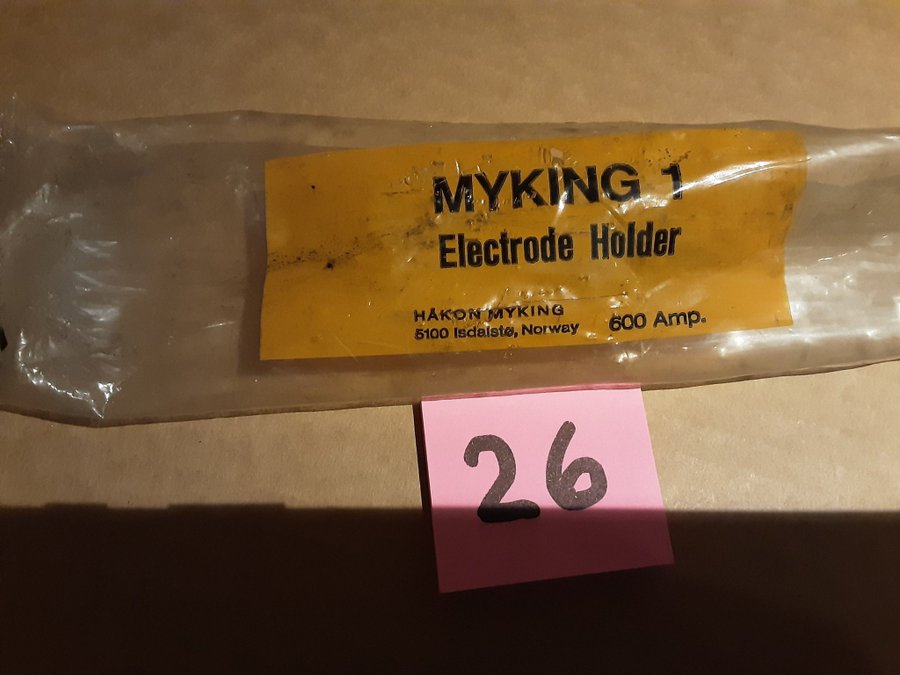 MYKING 1
Electrode Holder
HÅKON MYKING
5100 Isdalstø, Norway
600 Amp.
26